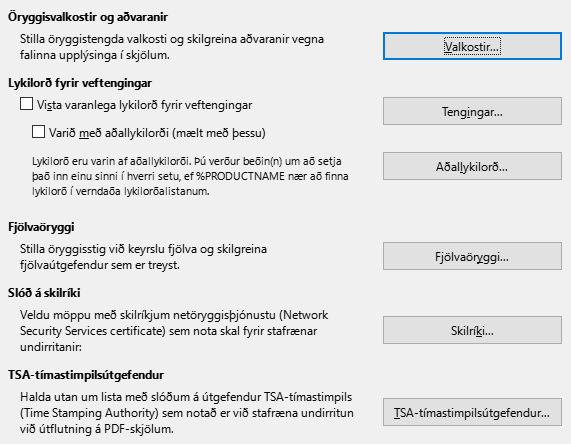 Öryggisvalkostir og aðvaranir
Stilla öryggistengda valkosti og skilgreina aðvaranir vegna
falinna upplýsinga í skjölum.
Valkostir...
Lykilorð fyrir veftengingar
Vista varanlega lykilorð fyrir veftengingar
Tengingar...
Varið með aðallykilorði (mælt með þessu)
Lykilorð eru varin af aðallykilorði. Þú verður beðin(n) um að setja
það inn einu sinni í hverri setu, ef %PRODUCTNAME nær að finna
lykilorð í verndaða lykilorðalistanum.
Aðallykilorð...
Fjölvaöryggi
Stilla öryggisstig við keyrslu fjölva og skilgreina
fjölvaútgefendur sem er treyst.
Fjölvaöryggi...
Slóð á skilríki
Veldu möppu með skilríkjum netöryggisþjónustu (Network
Security Services certificate) sem nota skal fyrir stafrænar
undirritanir:
Skilríki...
TSA-tímastimpilsútgefendur
Halda utan um lista með slóðum á útgefendur TSA-tímastimpils
(Time Stamping Authority) sem notað er við stafræna undirritun
við útflutning á PDF-skjölum.
TSA-tímastimpilsútgefendur...